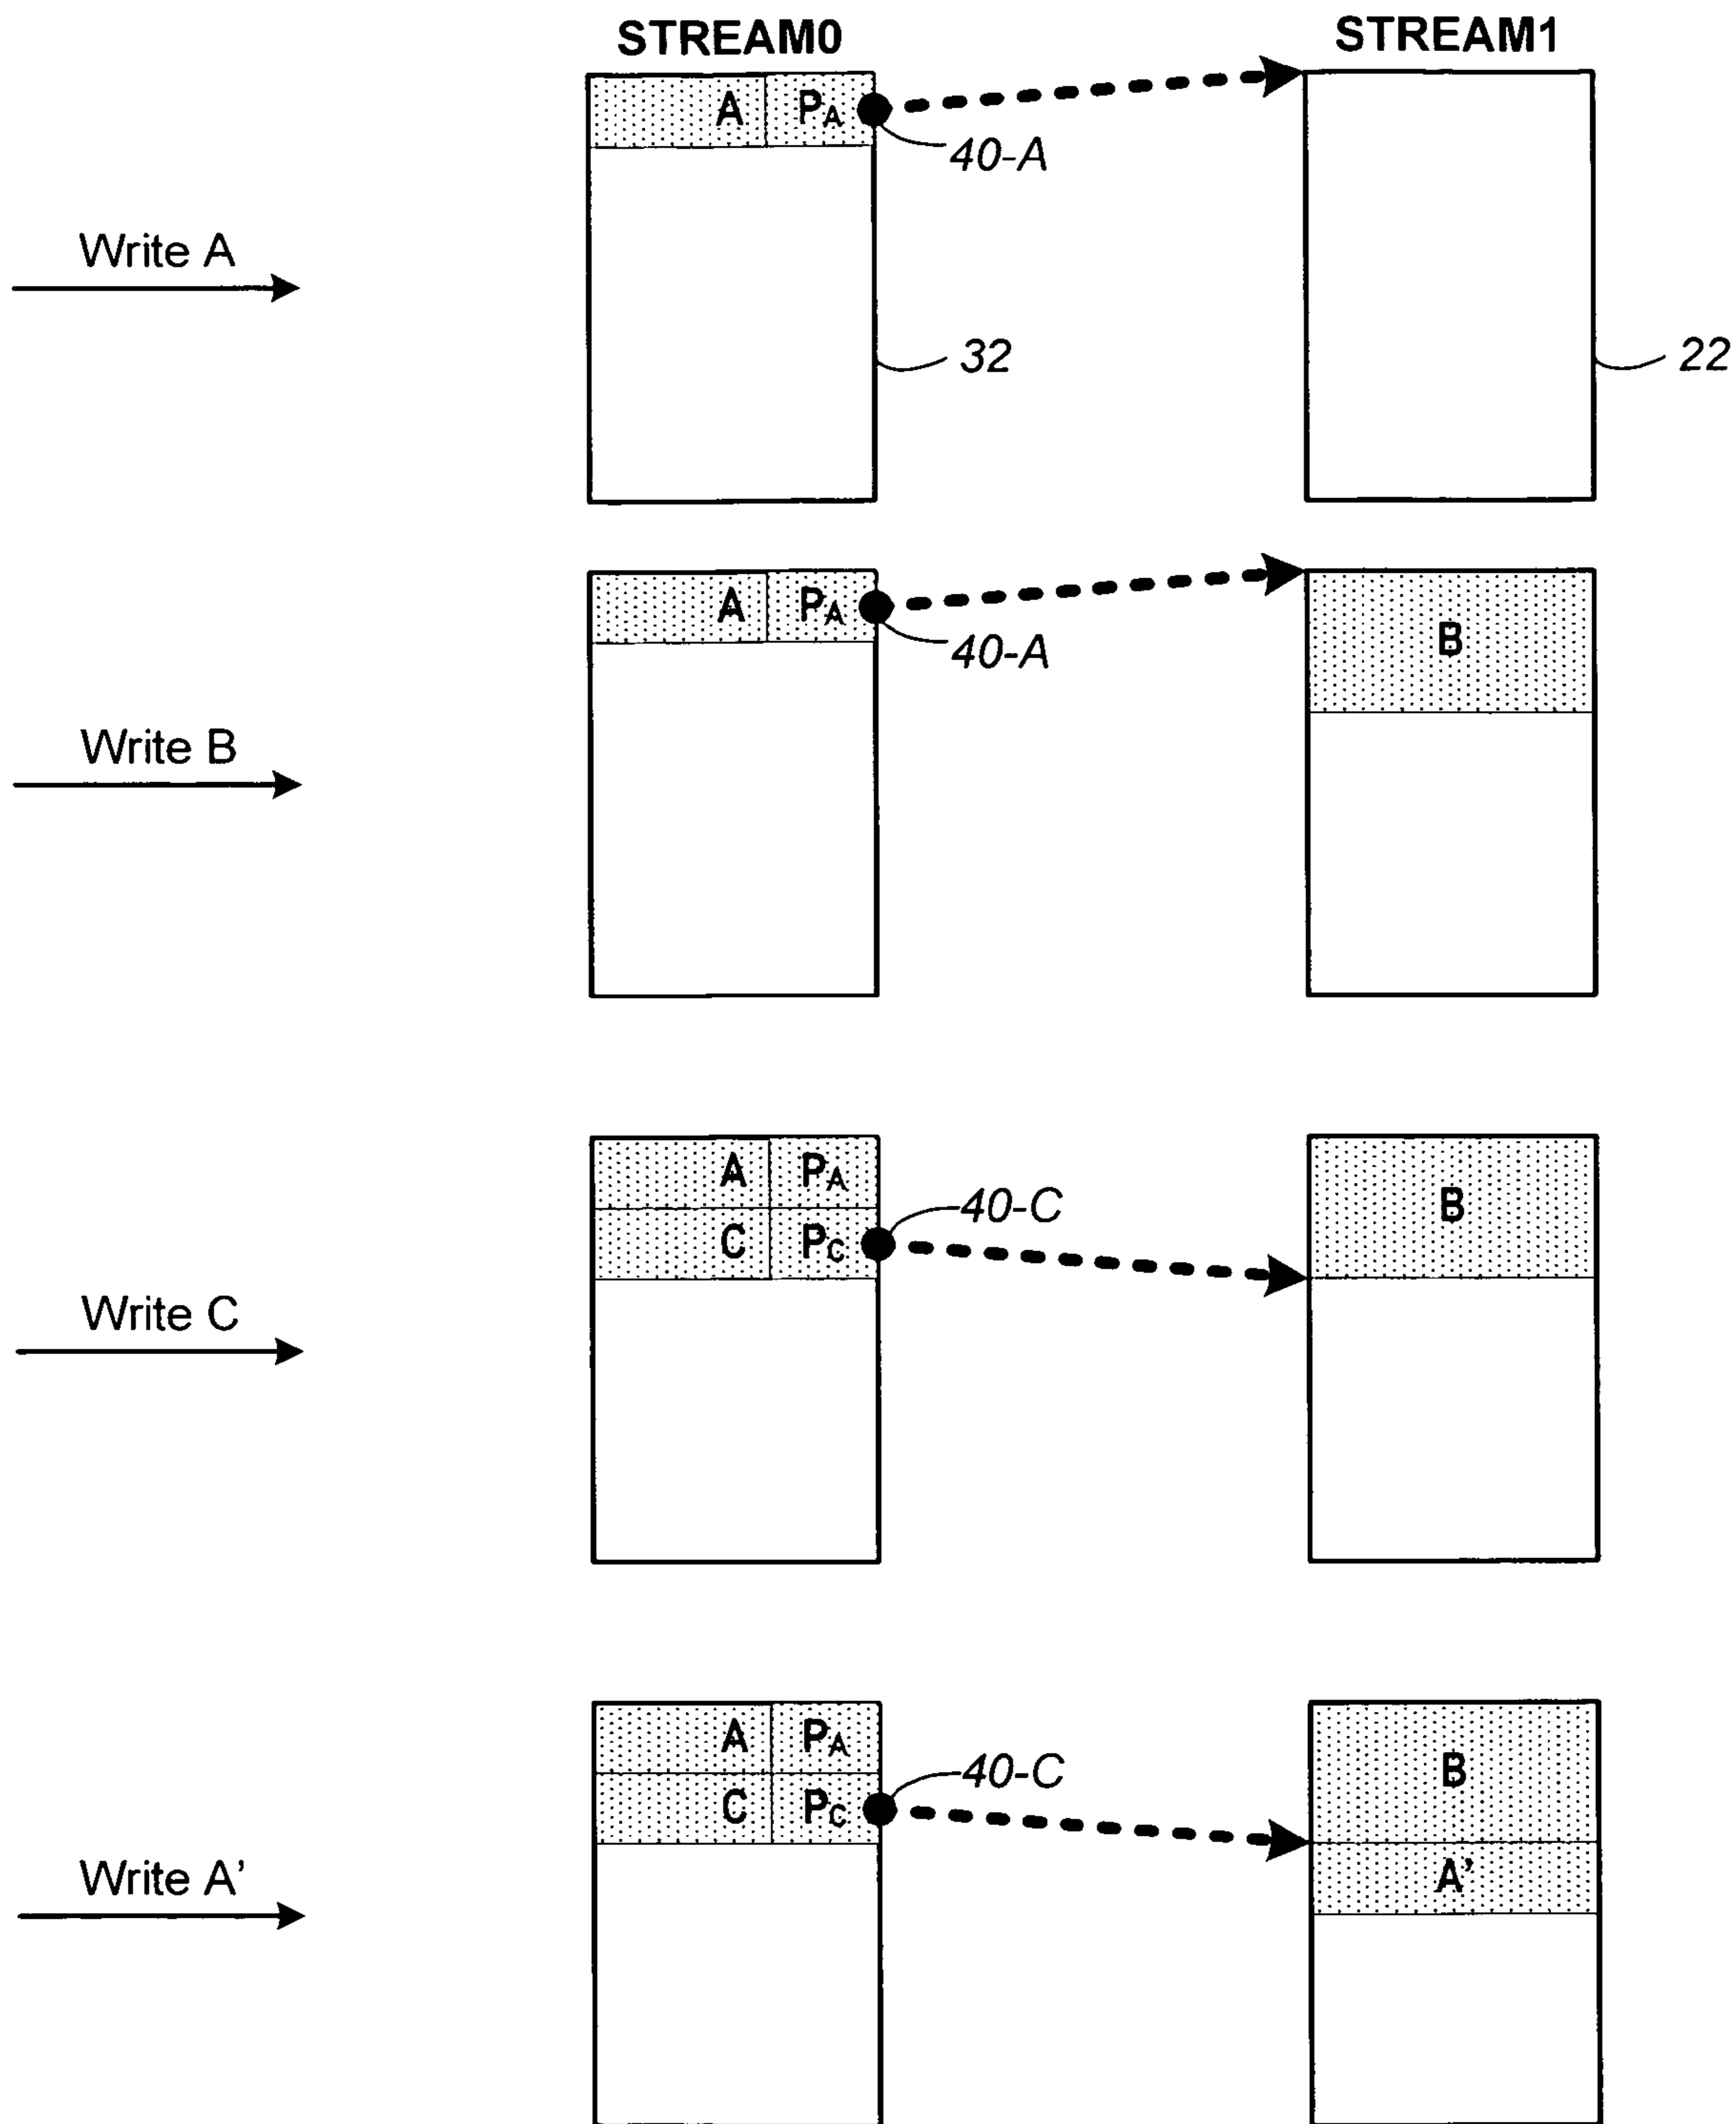 STREAM0 STREAM1
A PA
40-A
Write A
32 22
A PA
40-A
B
Write B
A PA
C PC
40-C
B
Write C
A PA
C PC
40-C
B
A’
Write A’